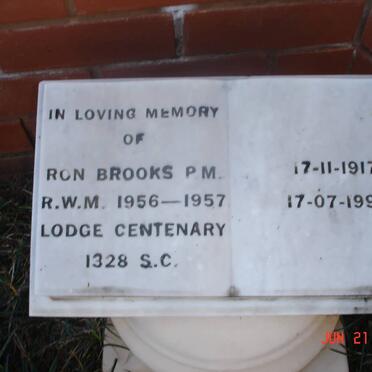 IN LOVING MEMORY
OF
RON BROOKS P.M.
R.W.M. 1956—1957
LODGE CENTENARY
1328 S.C.
17-11-1917
17-07-199
JUN 21